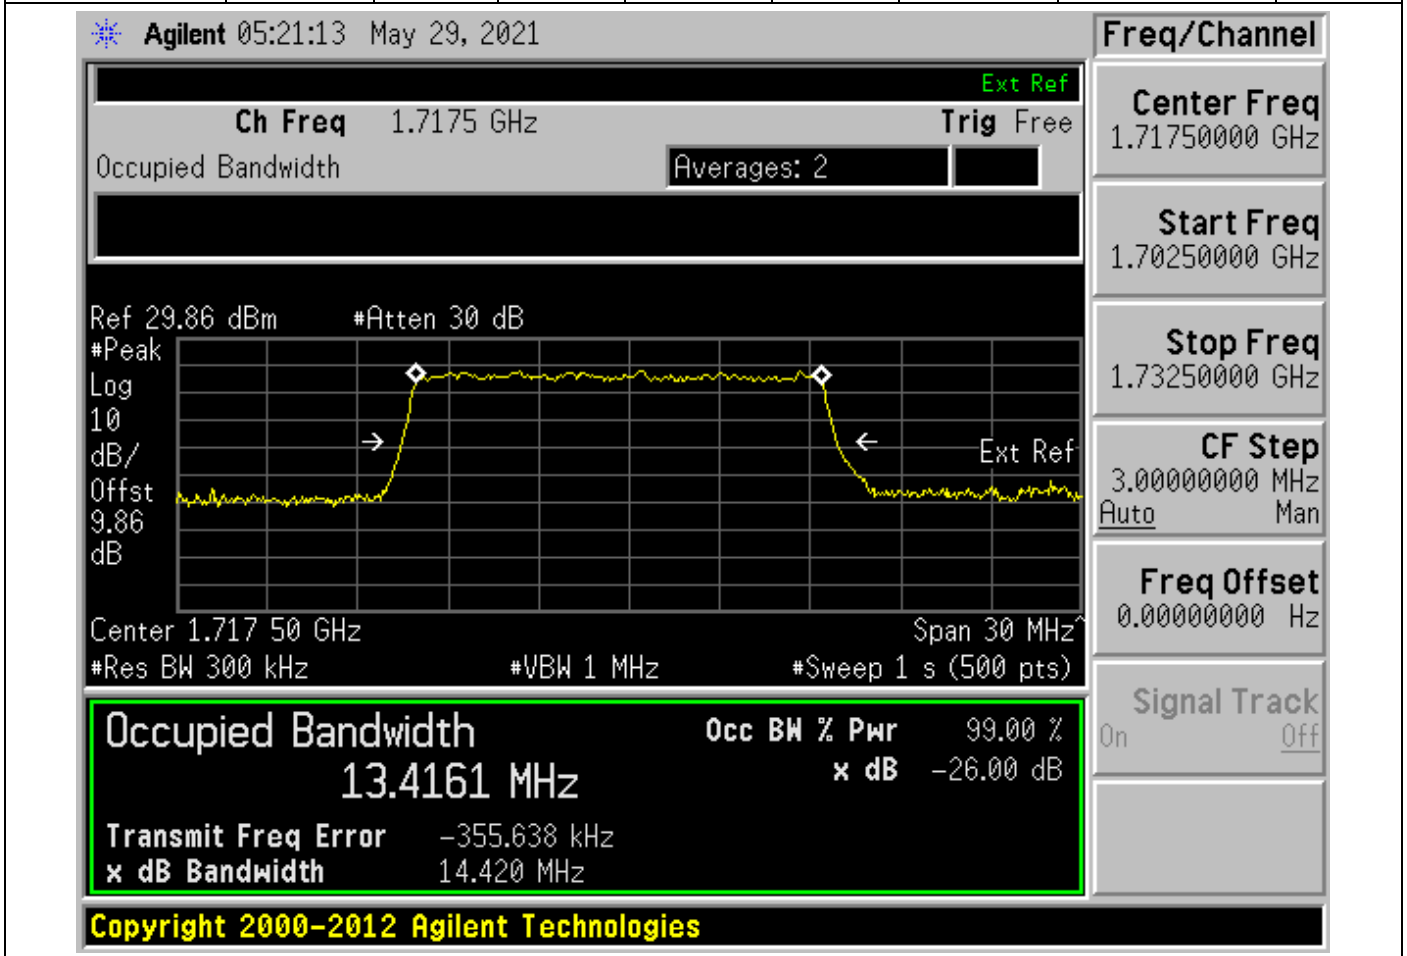 Agilent 05:21:13 May 29, 2021
Freq/Channel
Ext Ref
Ch Freq 1.7175 GHz
Trig Free
Occupied Bandwidth
Averages: 2
Center Freq
1.71750000 GHz
Start Freq
1.70250000 GHz
Stop Freq
1.73250000 GHz
CF Step
3.00000000 MHz
Auto Man
Freq Offset
0.00000000 Hz
Signal Track
On Off
Ref 29.86 dBm #Atten 30 dB
#Peak
Log
10
dB/
Offst
9.86
dB
Ext Ref
Center 1.717 50 GHz
Span 30 MHz^
#Res BW 300 kHz
#VBW 1 MHz
#Sweep 1 s (500 pts)
Occupied Bandwidth
13.4161 MHz
Occ BW % Pwr 99.00 %
x dB -26.00 dB
Transmit Freq Error -355.638 kHz
x dB Bandwidth 14.420 MHz
Copyright 2000-2012 Agilent Technologies